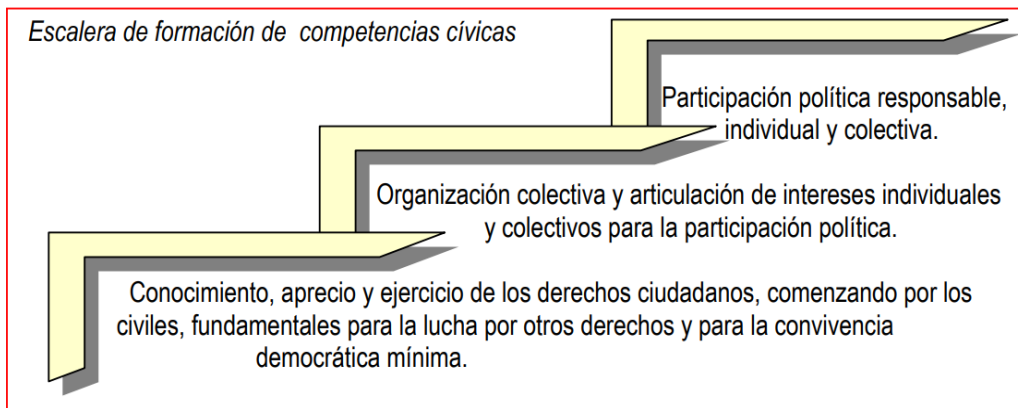 Escalera de formación de competencias cívicas
Participación política responsable,
individual y colectiva.
Organización colectiva y articulación de intereses individuales
y colectivos para la participación política.
Conocimiento, aprecio y ejercicio de los derechos ciudadanos, comenzando por los
civiles, fundamentales para la lucha por otros derechos y para la convivencia
democrática mínima.